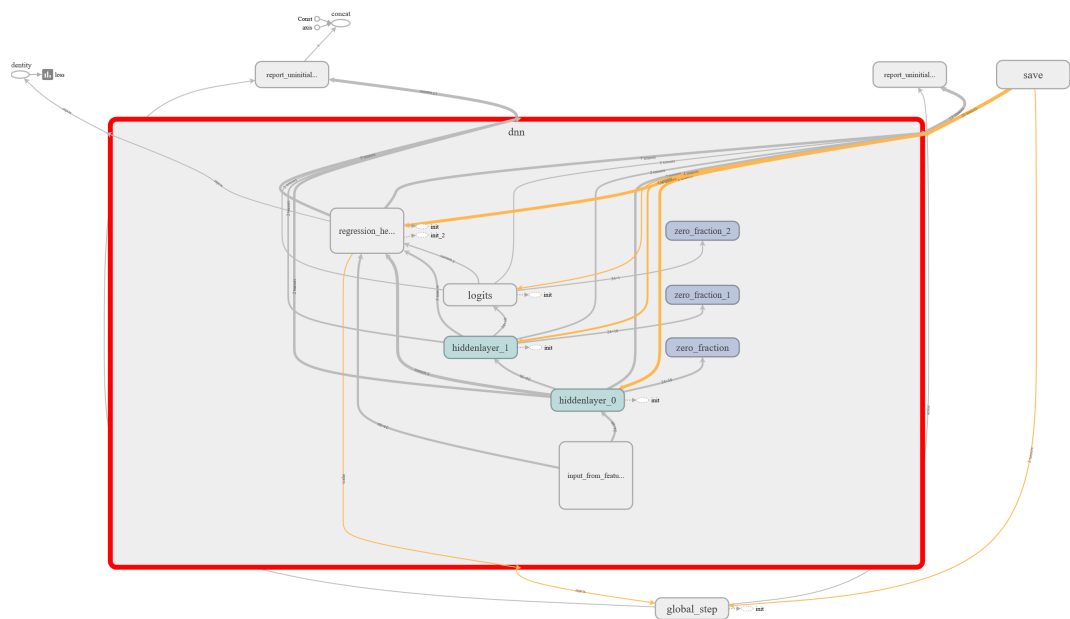 concat
Const
axis
dentity
loss
report_uninitial...
report_uninitial...
save
dnn
regression_he...
init
init_2
zero_fraction_2
logits
init
zero_fraction_1
hiddenlayer_1
init
zero_fraction
hiddenlayer_0
init
input_from_featu...
global_step
init